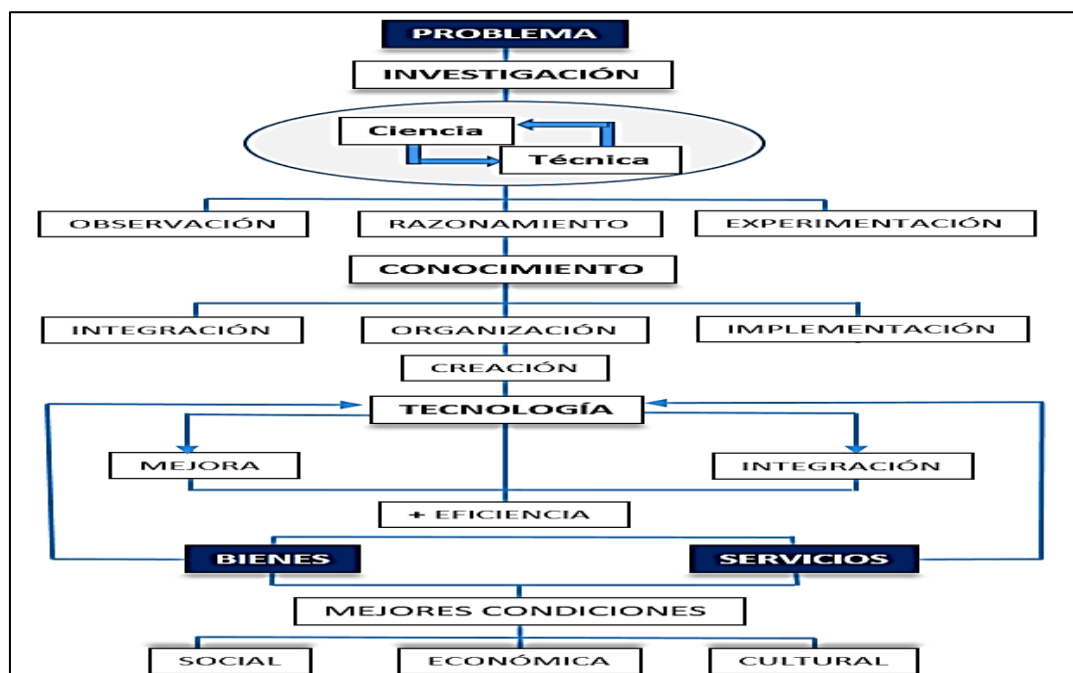 PROBLEMA
INVESTIGACIÓN
Ciencia
Técnica
OBSERVACIÓN RAZONAMIENTO EXPERIMENTACIÓN
CONOCIMIENTO
INTEGRACIÓN ORGANIZACIÓN IMPLEMENTACIÓN
CREACIÓN
TECNOLOGÍA
MEJORA INTEGRACIÓN
+ EFICIENCIA
BIENES SERVICIOS
MEJORES CONDICIONES
SOCIAL ECONÓMICA CULTURAL